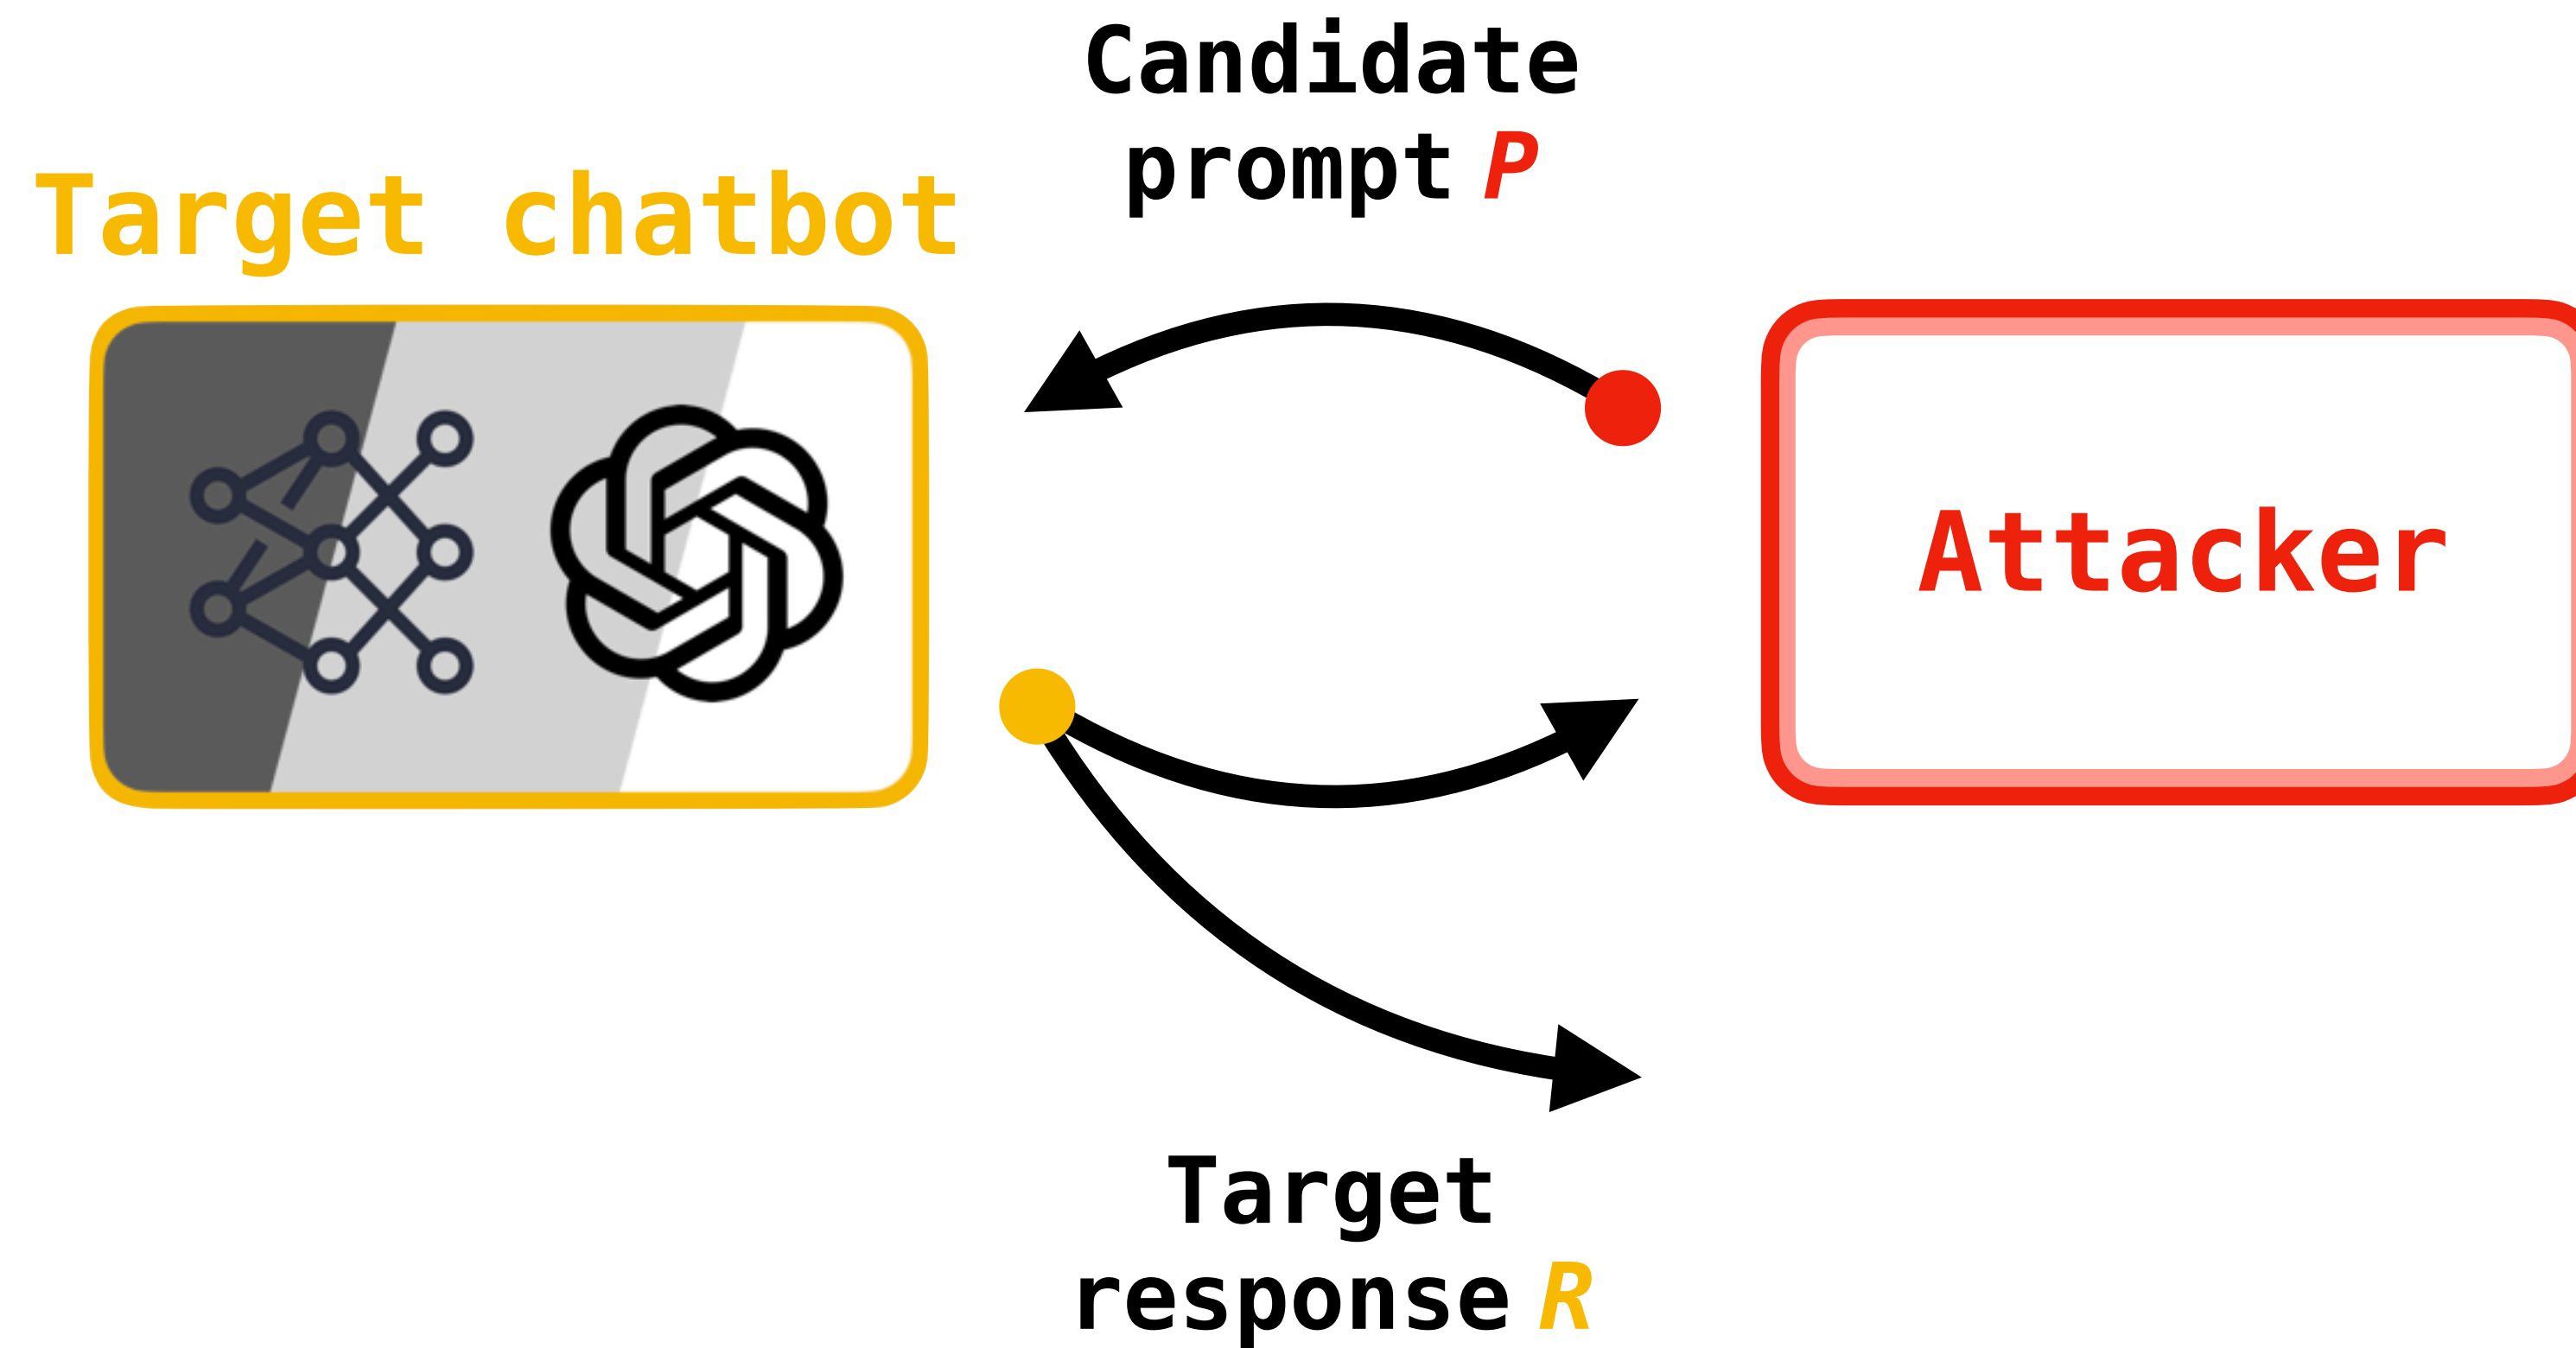 Candidate
prompt P
Target chatbot
Attacker
Target
response R